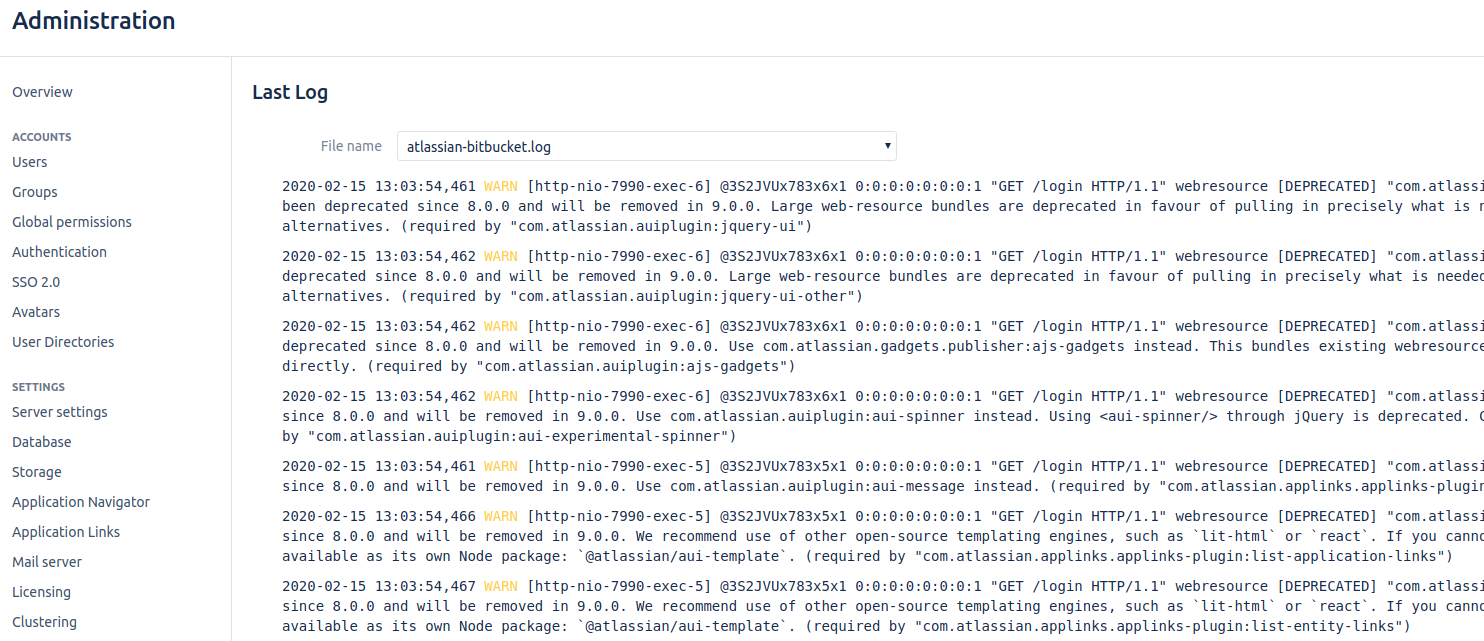 Administration
Overview
ACCOUNTS
Users
Groups
Global permissions
Authentication
SSO 2.0
Avatars
User Directories
SETTINGS
Server settings
Database
Storage
Application Navigator
Application Links
Mail server
Licensing
Clustering
Last Log
File name atlassian-bitbucket.log
2020-02-15 13:03:54,461 WARN [http-nio-7990-exec-6] @3S2JVUx783x6x1 0:0:0:0:0:0:0:1 "GET /login HTTP/1.1" webresource [DEPRECATED] "com.atlassi
been deprecated since 8.0.0 and will be removed in 9.0.0. Large web-resource bundles are deprecated in favour of pulling in precisely what is
alternatives. (required by "com.atlassian.auiplugin:jquery-ui")
2020-02-15 13:03:54,462 WARN [http-nio-7990-exec-6] @3S2JVUx783x6x1 0:0:0:0:0:0:0:1 "GET /login HTTP/1.1" webresource [DEPRECATED] "com.atlassi
deprecated since 8.0.0 and will be removed in 9.0.0. Large web-resource bundles are deprecated in favour of pulling in precisely what is needed
alternatives. (required by "com.atlassian.auiplugin:jquery-ui-other")
2020-02-15 13:03:54,462 WARN [http-nio-7990-exec-6] @3S2JVUx783x6x1 0:0:0:0:0:0:0:1 "GET /login HTTP/1.1" webresource [DEPRECATED] "com.atlassi
deprecated since 8.0.0 and will be removed in 9.0.0. Use com.atlassian.gadgets.publisher:ajs-gadgets instead. This bundles existing webresource
directly. (required by "com.atlassian.auiplugin:ajs-gadgets")
2020-02-15 13:03:54,462 WARN [http-nio-7990-exec-6] @3S2JVUx783x6x1 0:0:0:0:0:0:0:1 "GET /login HTTP/1.1" webresource [DEPRECATED] "com.atlassi
since 8.0.0 and will be removed in 9.0.0. Use com.atlassian.auiplugin:aui-spinner instead. Using <aui-spinner/> through jQuery is deprecated.
by "com.atlassian.auiplugin:aui-experimental-spinner")
2020-02-15 13:03:54,461 WARN [http-nio-7990-exec-5] @3S2JVUx783x5x1 0:0:0:0:0:0:0:1 "GET /login HTTP/1.1" webresource [DEPRECATED] "com.atlassi
since 8.0.0 and will be removed in 9.0.0. Use com.atlassian.auiplugin:aui-message instead. (required by "com.atlassian.applinks.applinks-plugin
2020-02-15 13:03:54,466 WARN [http-nio-7990-exec-5] @3S2JVUx783x5x1 0:0:0:0:0:0:0:1 "GET /login HTTP/1.1" webresource [DEPRECATED] "com.atlassi
since 8.0.0 and will be removed in 9.0.0. We recommend use of other open-source templating engines, such as `lit-html` or `react`. If you canno
available as its own Node package: `@atlassian/aui-template`. (required by "com.atlassian.applinks.applinks-plugin:list-application-links")
2020-02-15 13:03:54,467 WARN [http-nio-7990-exec-5] @3S2JVUx783x5x1 0:0:0:0:0:0:0:1 "GET /login HTTP/1.1" webresource [DEPRECATED] "com.atlassi
since 8.0.0 and will be removed in 9.0.0. We recommend use of other open-source templating engines, such as `lit-html` or `react`. If you canno
available as its own Node package: `@atlassian/aui-template`. (required by "com.atlassian.applinks.applinks-plugin:list-entity-links")